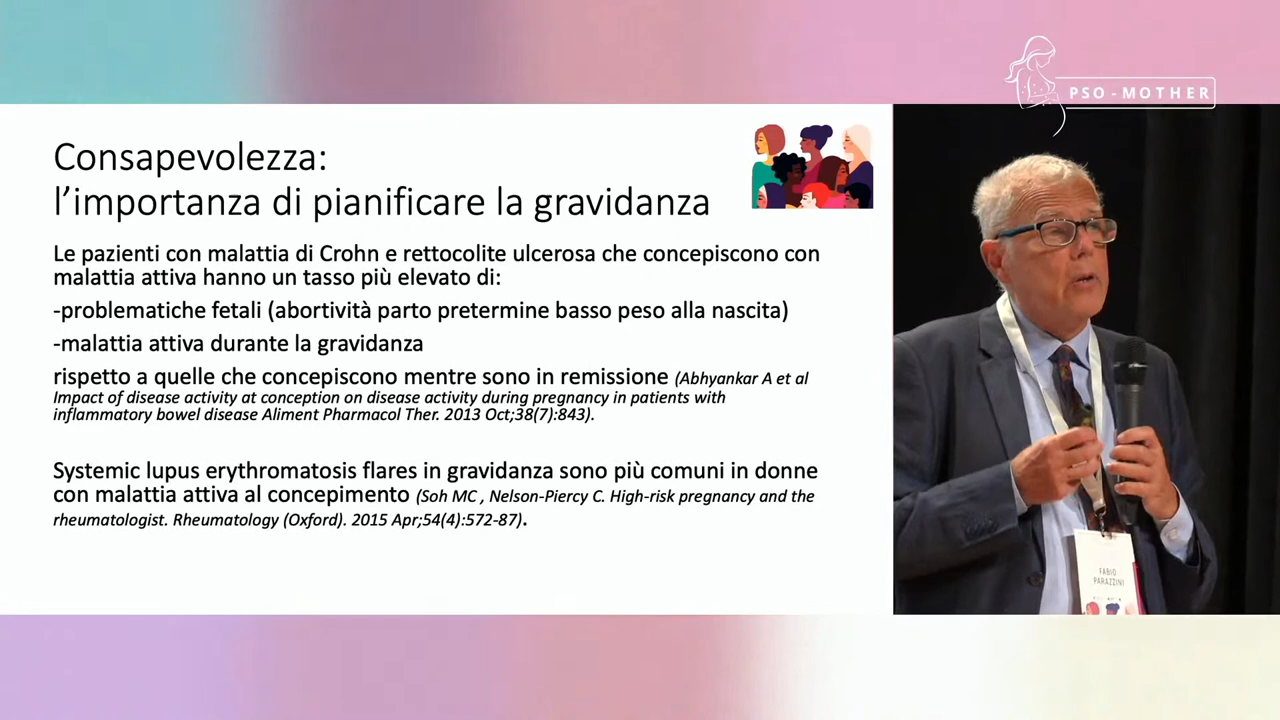 PSO-MOTHER
Consapevolezza:
l’importanza di pianificare la gravidanza
Le pazienti con malattia di Crohn e rettocolite ulcerosa che concepiscono con
malattia attiva hanno un tasso più elevato di:
-problematiche fetali (abortività parto pretermine basso peso alla nascita)
-malattia attiva durante la gravidanza
rispetto a quelle che concepiscono mentre sono in remissione (Abhyankar A et al
Impact of disease activity at conception on disease activity during pregnancy in patients with
inflammatory bowel disease Aliment Pharmacol Ther. 2013 Oct;38(7):843).
Systemic lupus erythromatosis flares in gravidanza sono più comuni in donne
con malattia attiva al concepimento (Soh MC , Nelson-Piercy C. High-risk pregnancy and the
rheumatologist. Rheumatology (Oxford). 2015 Apr;54(4):572-87).
FABIO
PARAZZINI